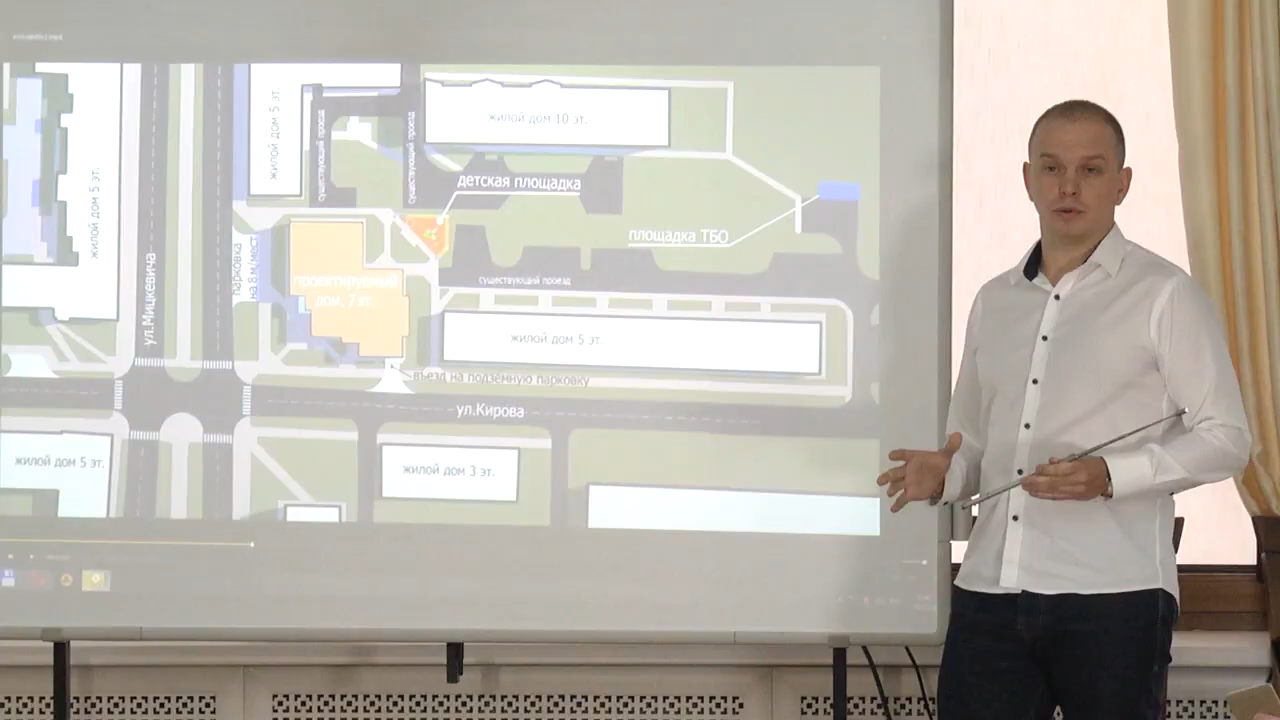 жилой дом 5 эт.
жилой дом 5 эт.
существующий проезд
существующий проезд
жилой дом 10 эт.
детская площадка
площадка ТБО
ул.Мицкевича
парковка
на 8 м/мест
проектируемый
дом, 7 эт.
существующий проезд
жилой дом 5 эт.
въезд на подземную парковку
ул.Кирова
жилой дом 5 эт.
жилой дом 3 эт.